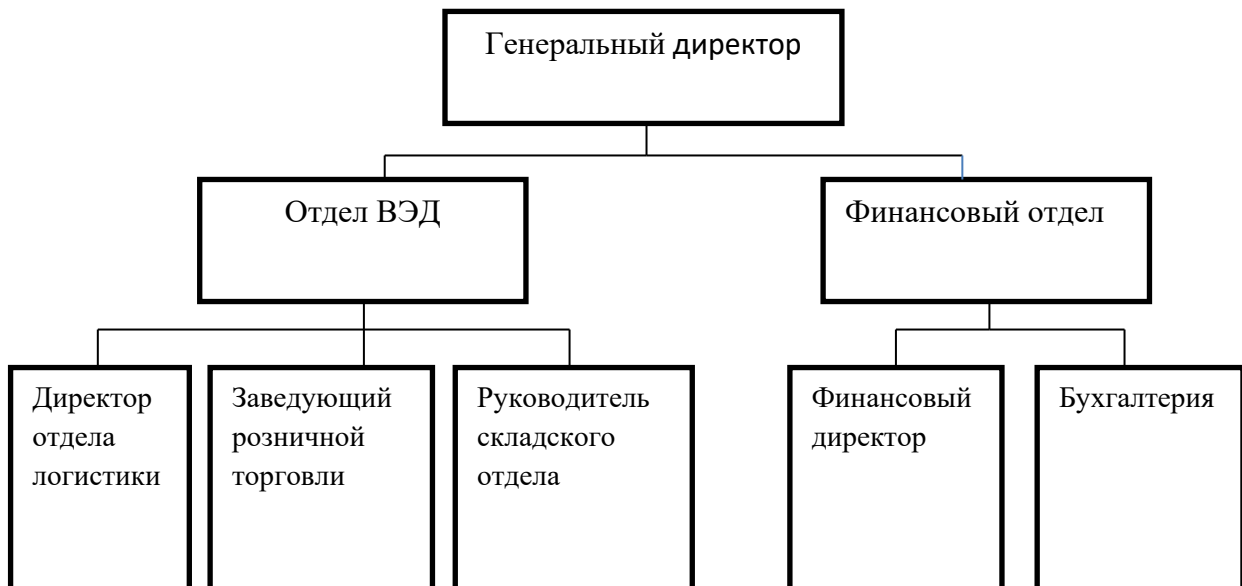 Генеральный директор
Отдел ВЭД
Финансовый отдел
Директор
отдела
логистики
Заведующий
розничной
торговли
Руководитель
складского
отдела
Финансовый
директор
Бухгалтерия